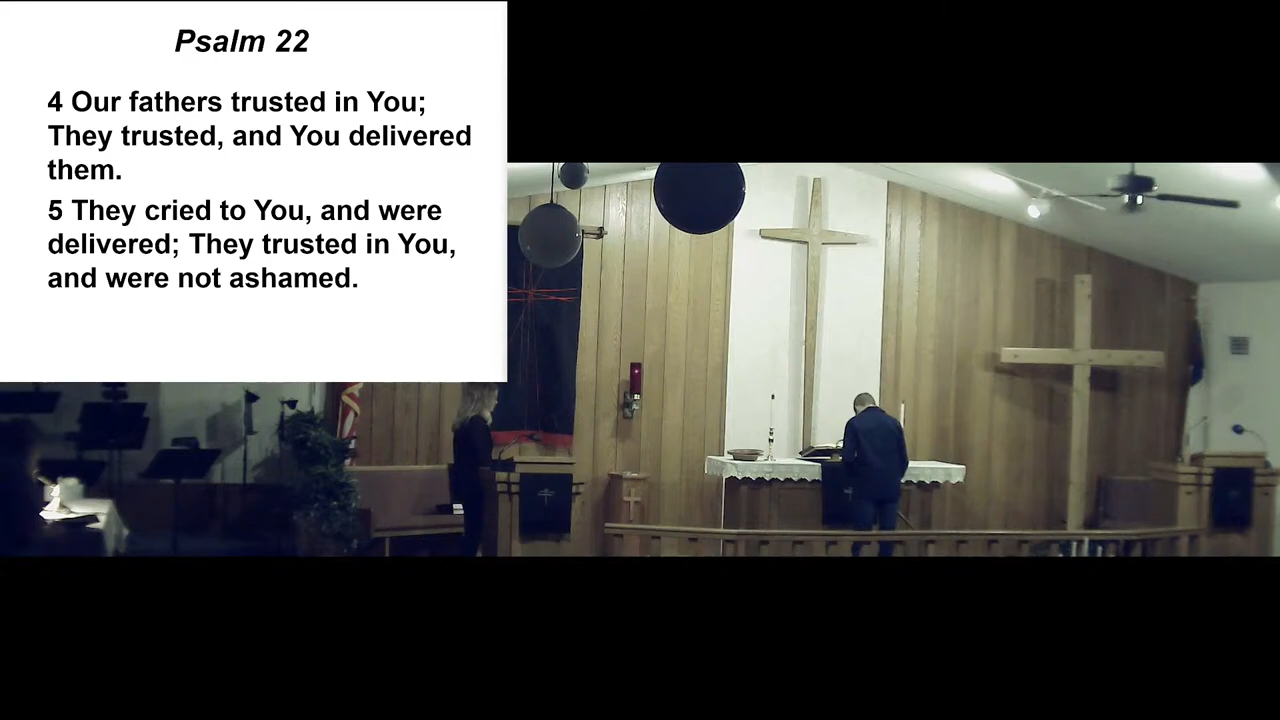 Psalm 22
4 Our fathers trusted in You;
They trusted, and You delivered
them.
5 They cried to You, and were
delivered; They trusted in You,
and were not ashamed.